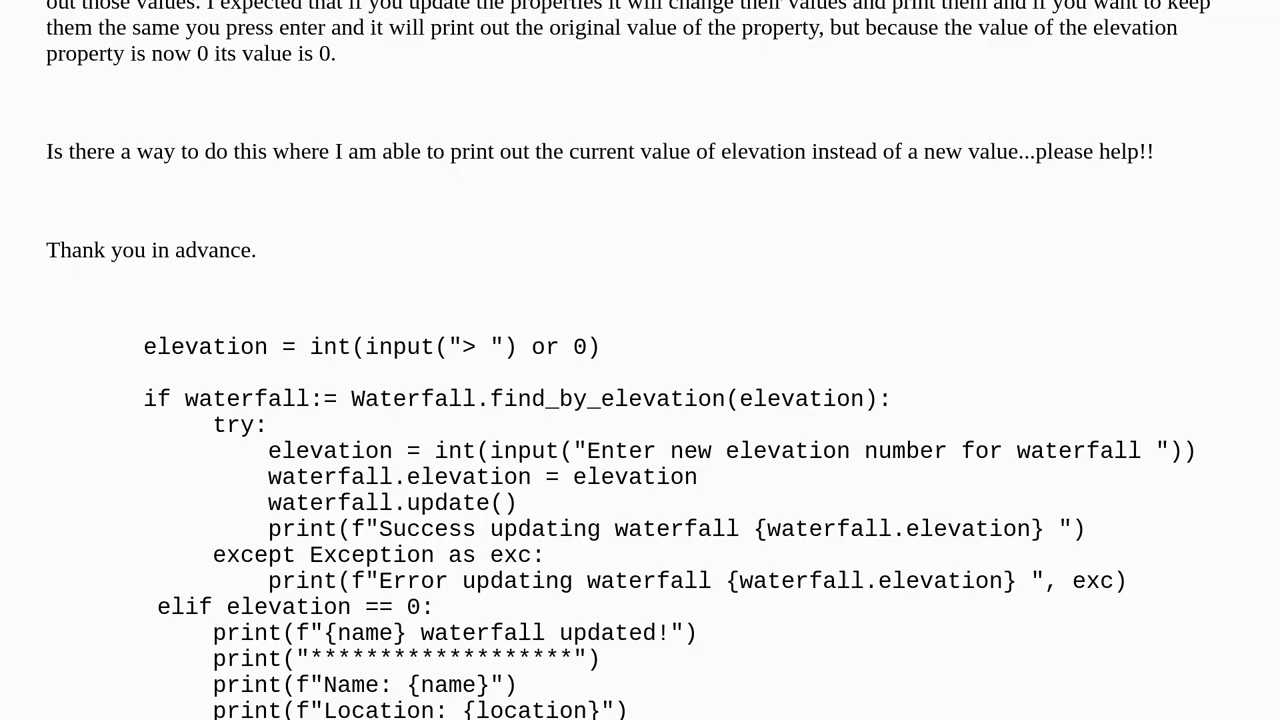 out those values. I expected that if you update the properties it will change their values and print them and if you want to keep
them the same you press enter and it will print out the original value of the property, but because the value of the elevation
property is now 0 its value is 0.
Is there a way to do this where I am able to print out the current value of elevation instead of a new value...please help!!
Thank you in advance.
elevation = int(input("> ") or 0)
if waterfall:= Waterfall.find_by_elevation(elevation):
try:
elevation = int(input("Enter new elevation number for waterfall "))
waterfall.elevation = elevation
waterfall.update()
print(f"Success updating waterfall {waterfall.elevation} ")
except Exception as exc:
print(f"Error updating waterfall {waterfall.elevation} ", exc)
elif elevation == 0:
print(f"{name} waterfall updated!")
print("*******************")
print(f"Name: {name}")
print(f"Location: {location}")